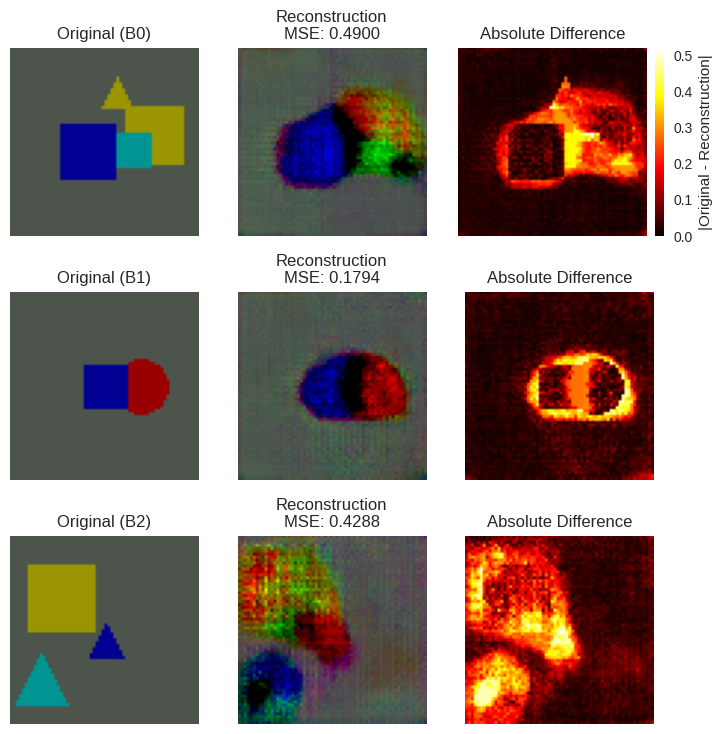 Original (B0)
Reconstruction
MSE: 0.4900
Absolute Difference
0.5
0.4
0.3
0.2
0.1
0.0
|Original - Reconstruction|
Original (B1)
Reconstruction
MSE: 0.1794
Absolute Difference
Original (B2)
Reconstruction
MSE: 0.4288
Absolute Difference